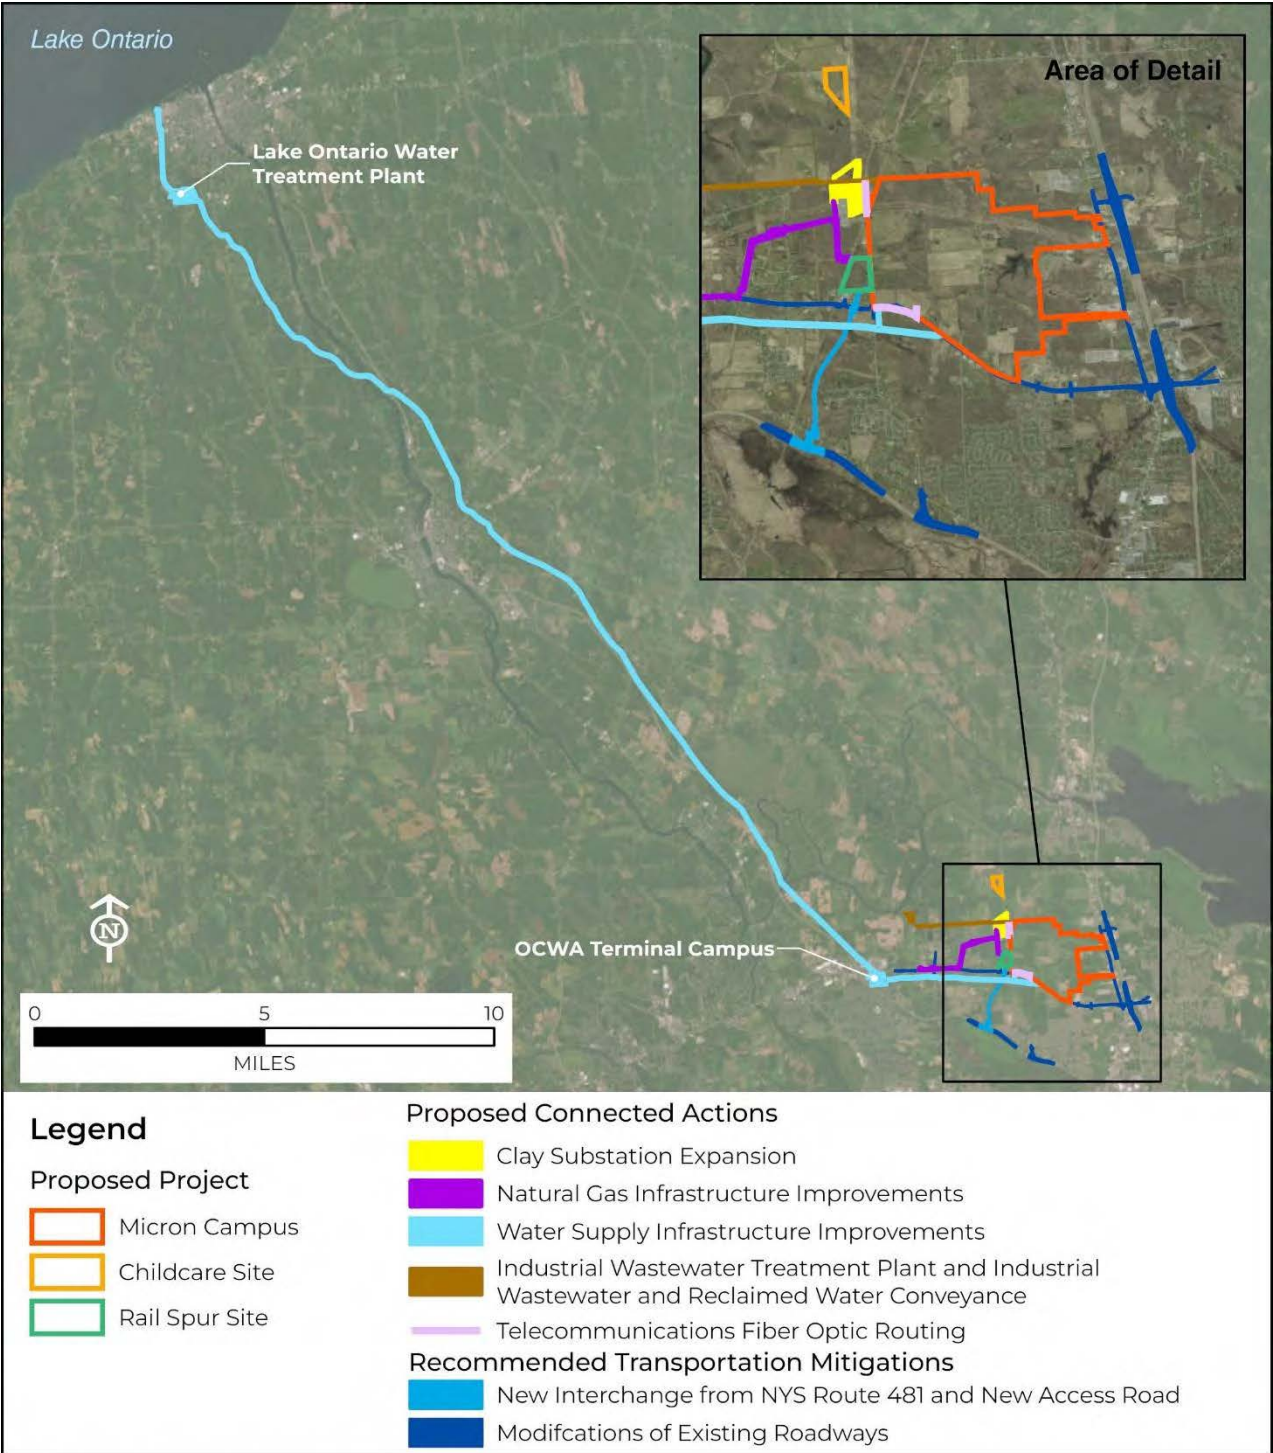 Lake Ontario
Area of Detail
Lake Ontario Water
Treatment Plant
OCWA Terminal Campus
N
0 5 10
MILES
Legend
Proposed Project
Micron Campus
Childcare Site
Rail Spur Site
Proposed Connected Actions
Clay Substation Expansion
Natural Gas Infrastructure Improvements
Water Supply Infrastructure Improvements
Industrial Wastewater Treatment Plant and Industrial
Wastewater and Reclaimed Water Conveyance
Telecommunications Fiber Optic Routing
Recommended Transportation Mitigations
New Interchange from NYS Route 481 and New Access Road
Modifcations of Existing Roadways